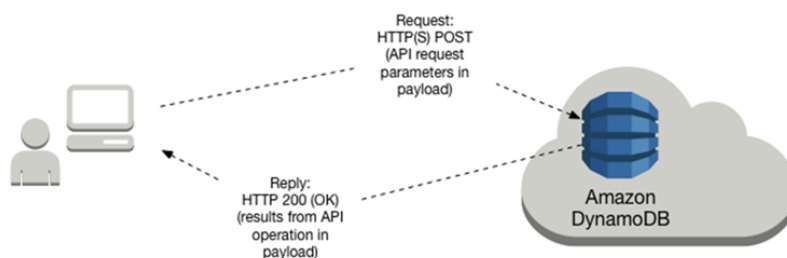 Request:
HTTP(S) POST
(API request
parameters in
payload)
Reply:
HTTP 200 (OK)
(results from API
operation in
payload)
Amazon
DynamoDB